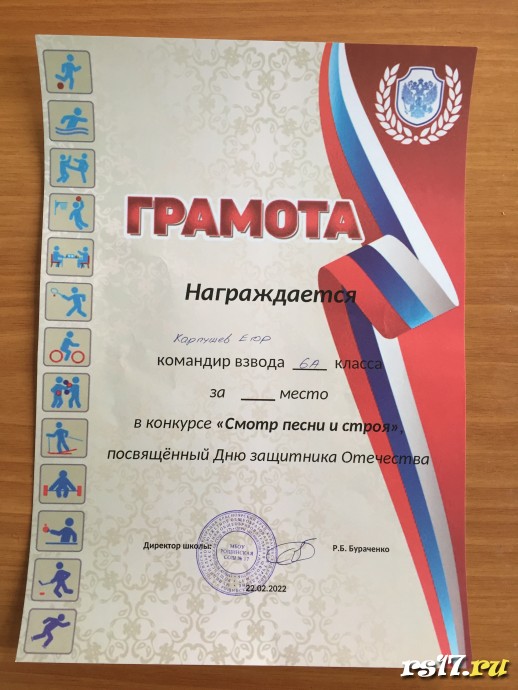 ГРАМОТА
Награждается
Карпушев Егор
командир взвода 6А класса
за ____ место
в конкурсе «Смотр песни и строя»,
посвящённый Дню защитника Отечества
Директор школы:
Р.Б. Бураченко
22.02.2022
rs17.ru